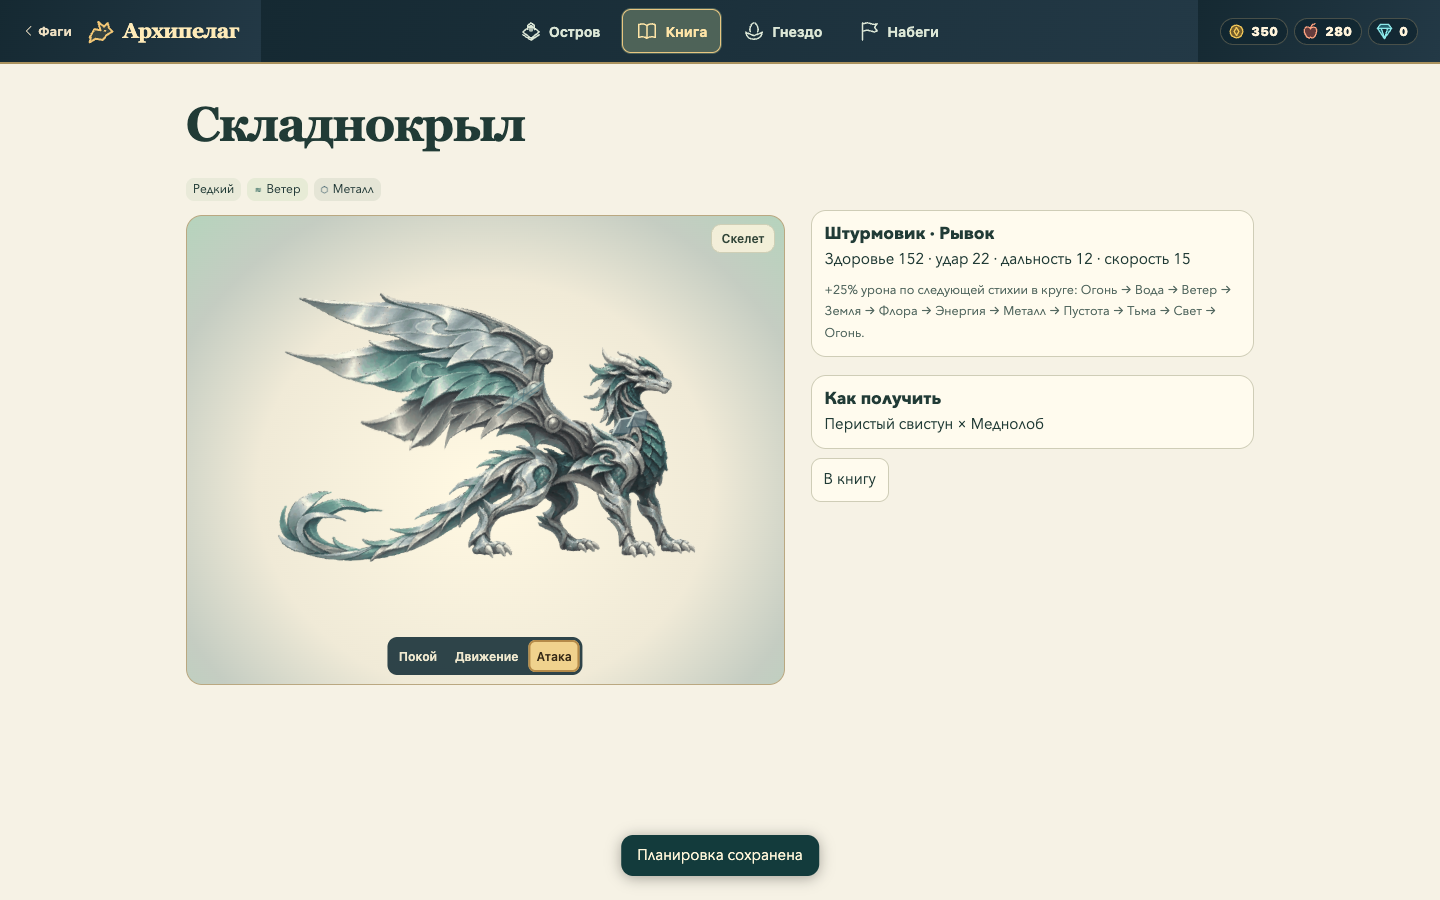 Фаги
Архипелаг
Остров
Книга
Гнездо
Набеги
350
280
0
Складнокрыл
Редкий
Ветер
Металл
Скелет
Покой
Движение
Атака
Штурмовик · Рывок
Здоровье 152 · удар 22 · дальность 12 · скорость 15
+25% урона по следующей стихии в круге: Огонь → Вода → Ветер →
Земля → Флора → Энергия → Металл → Пустота → Тьма → Свет →
Огонь.
Как получить
Перистый свистун × Меднолоб
В книгу
Планировка сохранена